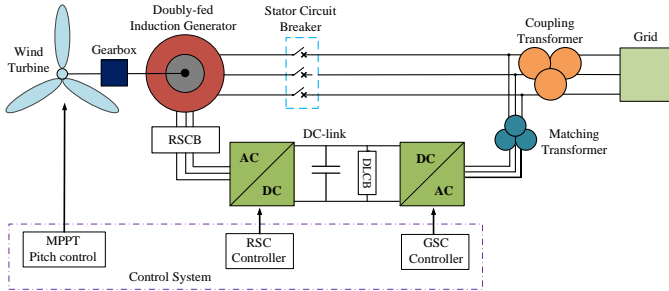 Doubly-fed
Induction Generator
Stator Circuit
Breaker
Coupling
Transformer
Grid
Wind
Turbine
Gearbox
RSCB
AC
DC
DC-link
DLCB
DC
AC
Matching
Transformer
MPPT
Pitch control
RSC
Controller
GSC
Controller
Control System